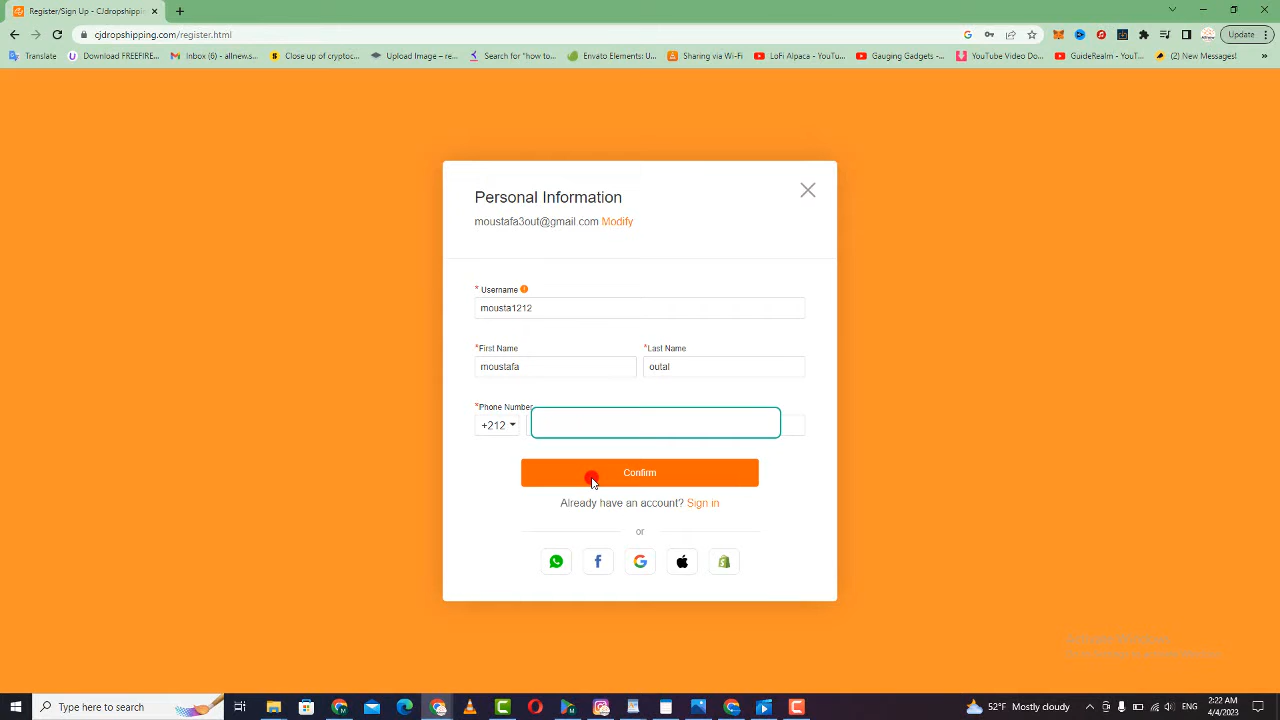 Register/Sign Up - CJdropshippin
cjdropshipping.com/register.html
Update
Translate
Download FREEFIRE...
Inbox (6) - allnew.s...
Close up of cryptoc...
Upload Image – re...
Search for "how to...
Envato Elements: U...
Sharing via Wi-Fi
LoFi Alpaca - YouTu...
Gauging Gadgets -...
YouTube Video Do...
GuideRealm - YouT...
(2) New Messages!
»
Personal Information
moustafa3out@gmail.com Modify
* Username
mousta1212
*First Name
*Last Name
moustafa
outal
*Phone Number
+212
Confirm
Already have an account? Sign in
or
Type here to search
52°F Mostly cloudy
ENG
2:22 AM
4/4/2023